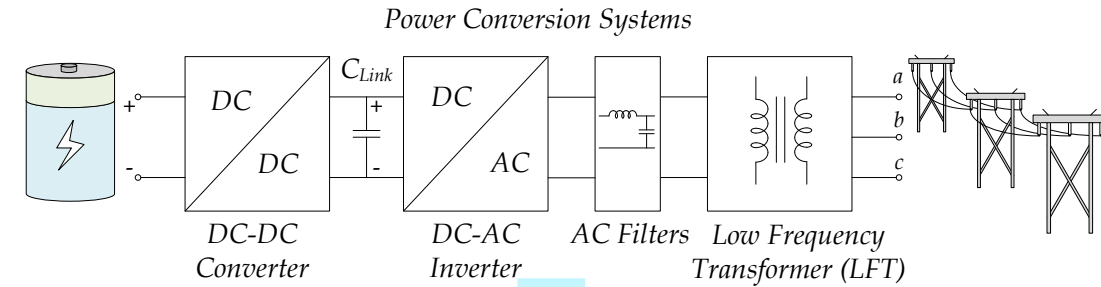 Power Conversion Systems
C_Link
a
DC
DC
+
+
b
DC
AC
-
-
c
DC-DC
Converter
DC-AC
Inverter
AC Filters
Low Frequency
Transformer (LFT)